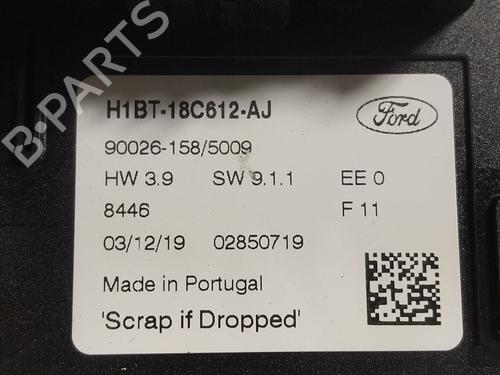 B-PARTS
H1BT-18C612-AJ
Ford
90026-158/5009
HW 3.9 SW 9.1.1 EE 0
8446 F 11
03/12/19 02850719
Made in Portugal
'Scrap if Dropped'